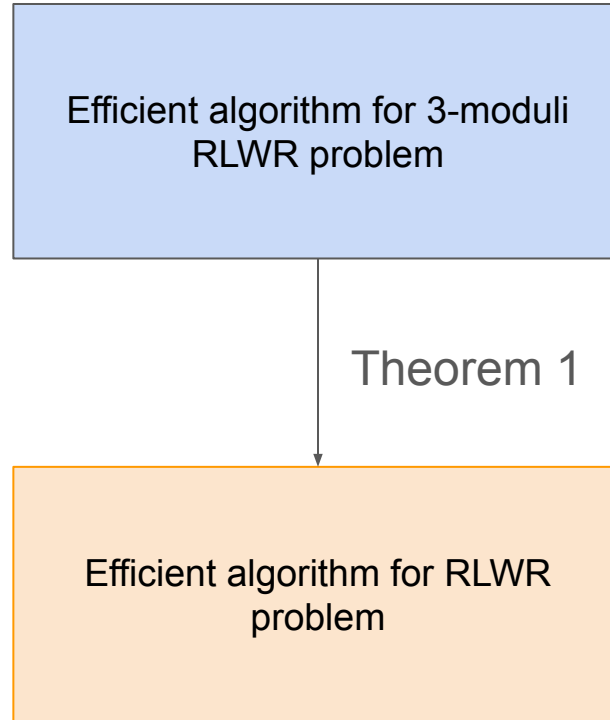 Efficient algorithm for 3-moduli
RLWR problem
Theorem 1
Efficient algorithm for RLWR
problem